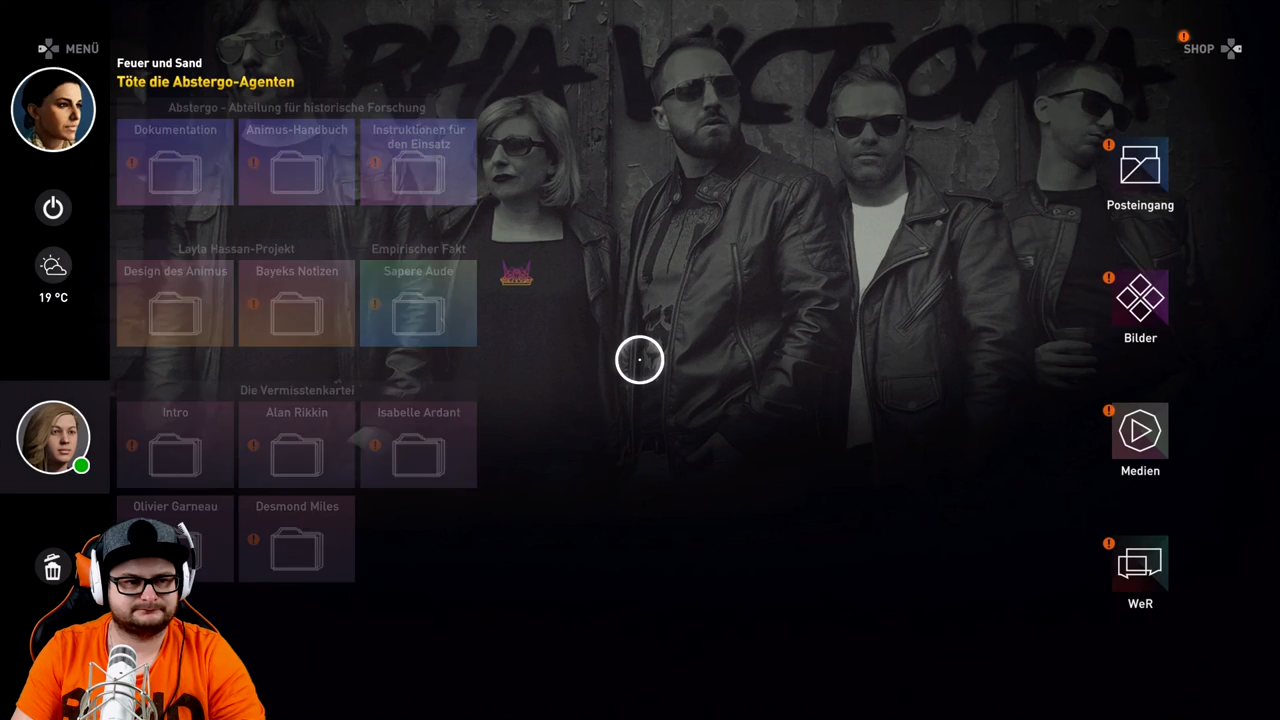 RHA VICTORIA
MENÜ
SHOP
Feuer und Sand
Töte die Abstergo-Agenten
Abstergo - Abteilung für historische Forschung
Dokumentation
Animus-Handbuch
Instruktionen für
den Einsatz
Posteingang
Layla Hassan-Projekt
Empirischer Fakt
Design des Animus
Bayeks Notizen
Sapere Aude
19 °C
Bilder
Die Vermisstenkartei
Intro
Alan Rikkin
Isabelle Ardant
Medien
Olivier Garneau
Desmond Miles
WeR